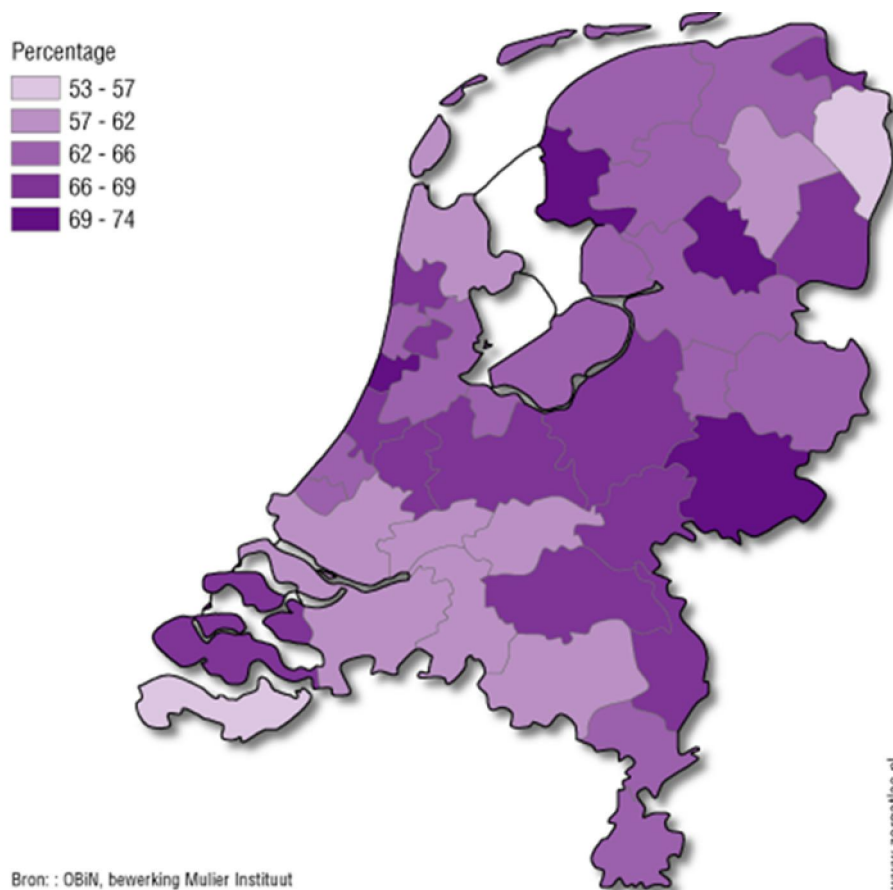 Percentage
53 - 57
57 - 62
62 - 66
66 - 69
69 - 74
Bron: : OBiN, bewerking Mulier Instituut